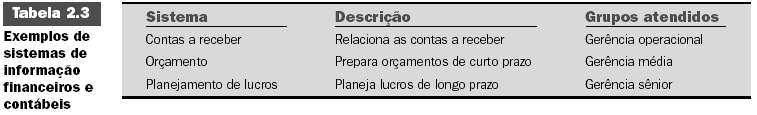 Tabela 2.3
Exemplos de
sistemas de
informação
financeiros e
contábeis
Sistema Descrição Grupos atendidos
Contas a receber Relaciona as contas a receber Gerência operacional
Orçamento Prepara orçamentos de curto prazo Gerência média
Planejamento de lucros Planeja lucros de longo prazo Gerência sênior